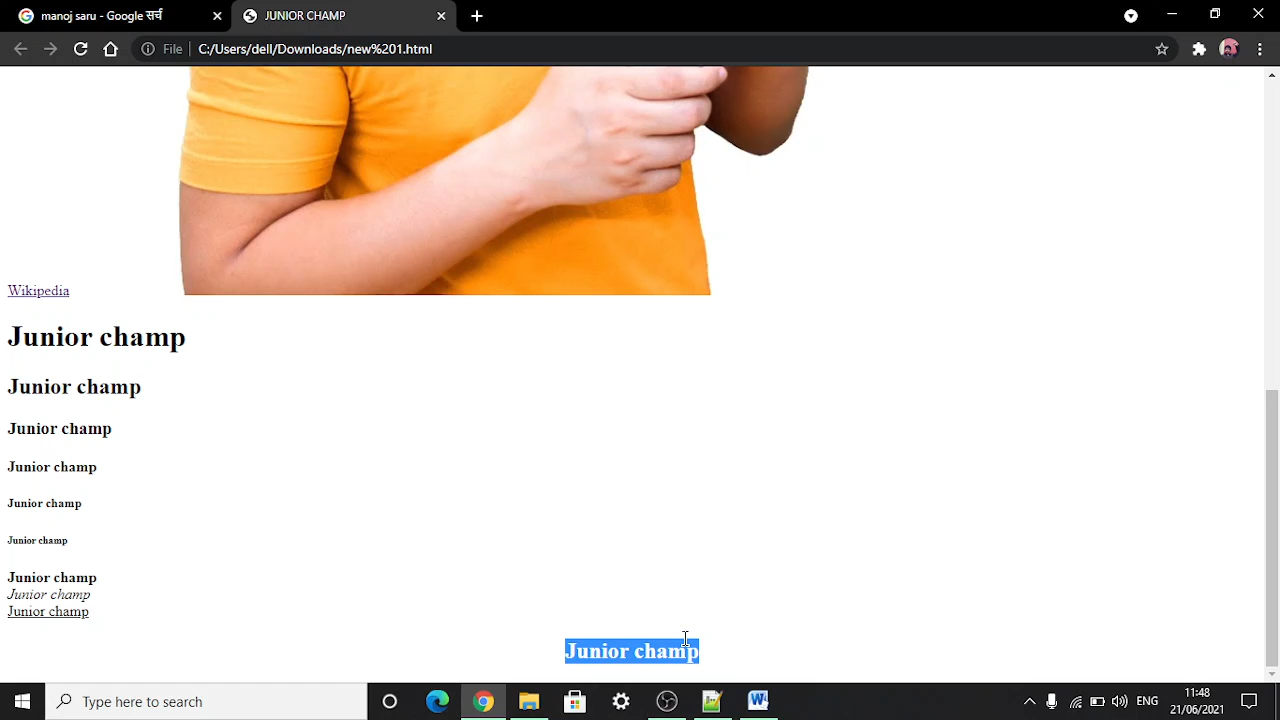 manoj saru - Google सर्च
JUNIOR CHAMP
File
C:/Users/dell/Downloads/new%201.html
Wikipedia
Junior champ
Junior champ
Junior champ
Junior champ
Junior champ
Junior champ
Junior champ
Junior champ
Junior champ
Junior champ
Type here to search
ENG
11:48
21/06/2021